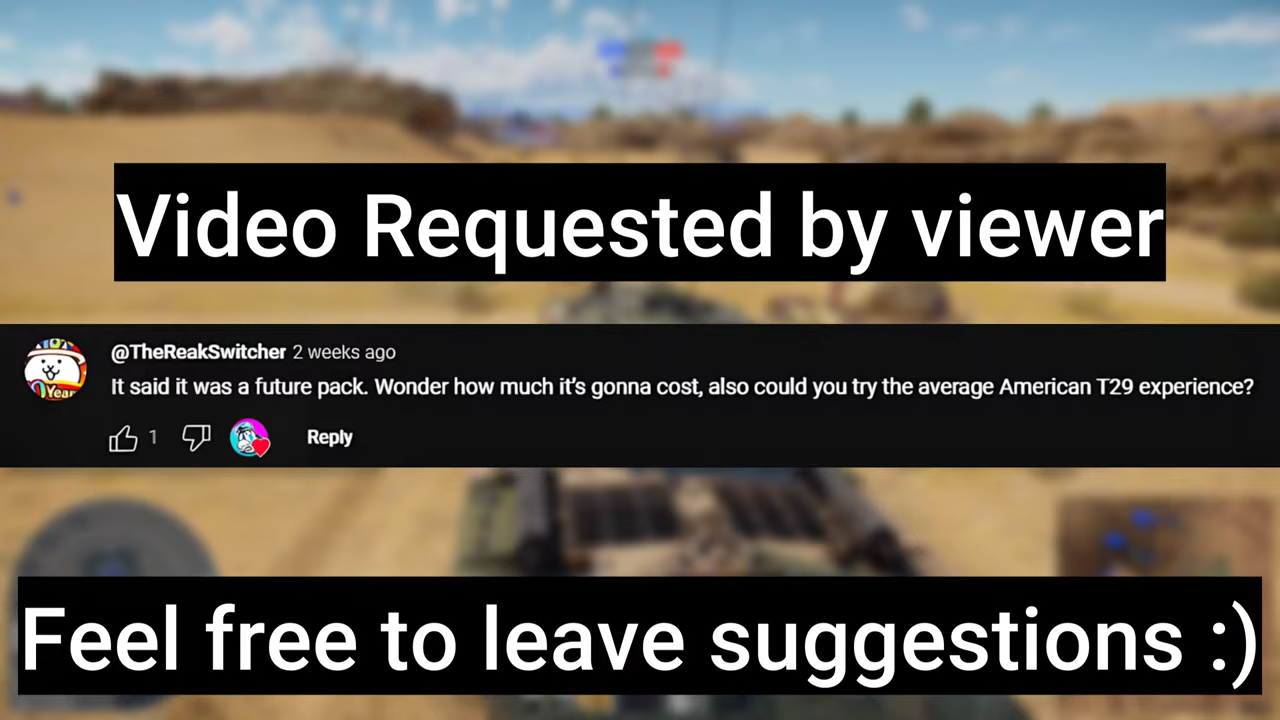 Video Requested by viewer
@TheReakSwitcher 2 weeks ago
It said it was a future pack. Wonder how much it's gonna cost, also could you try the average American T29 experience?
1 Reply
Feel free to leave suggestions :)